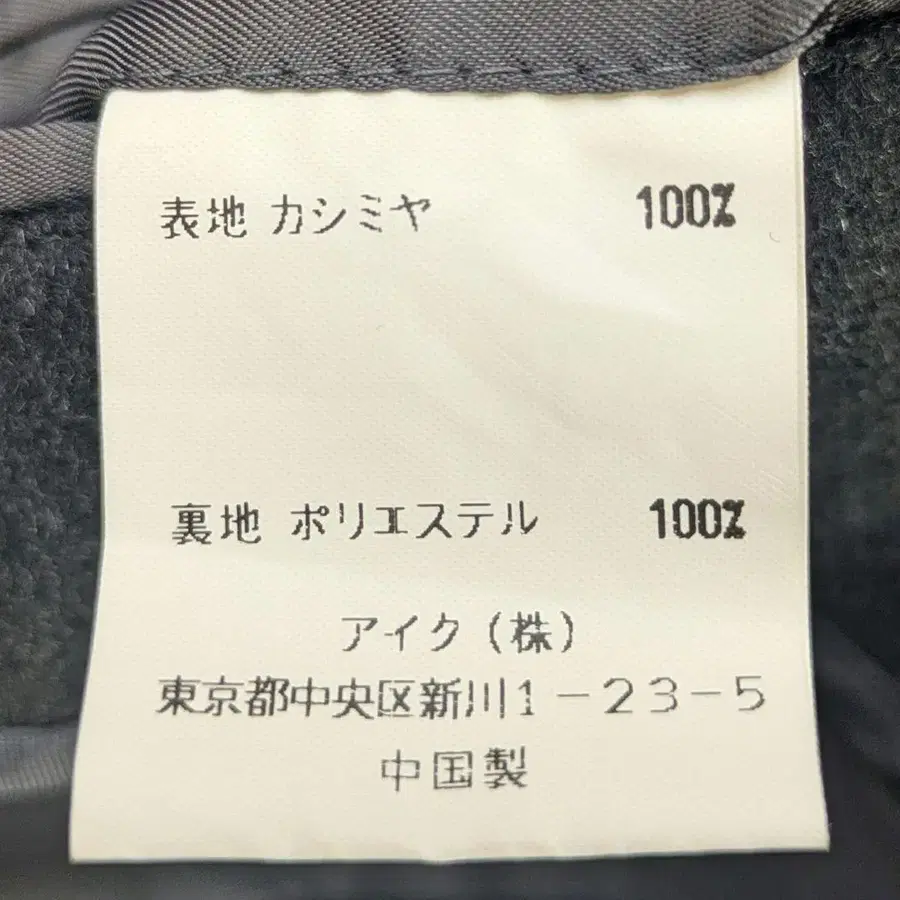 表地 カシミヤ 100%
裏地 ポリエステル 100%
アイク(株)
東京都中央区新川1-23-5
中国製